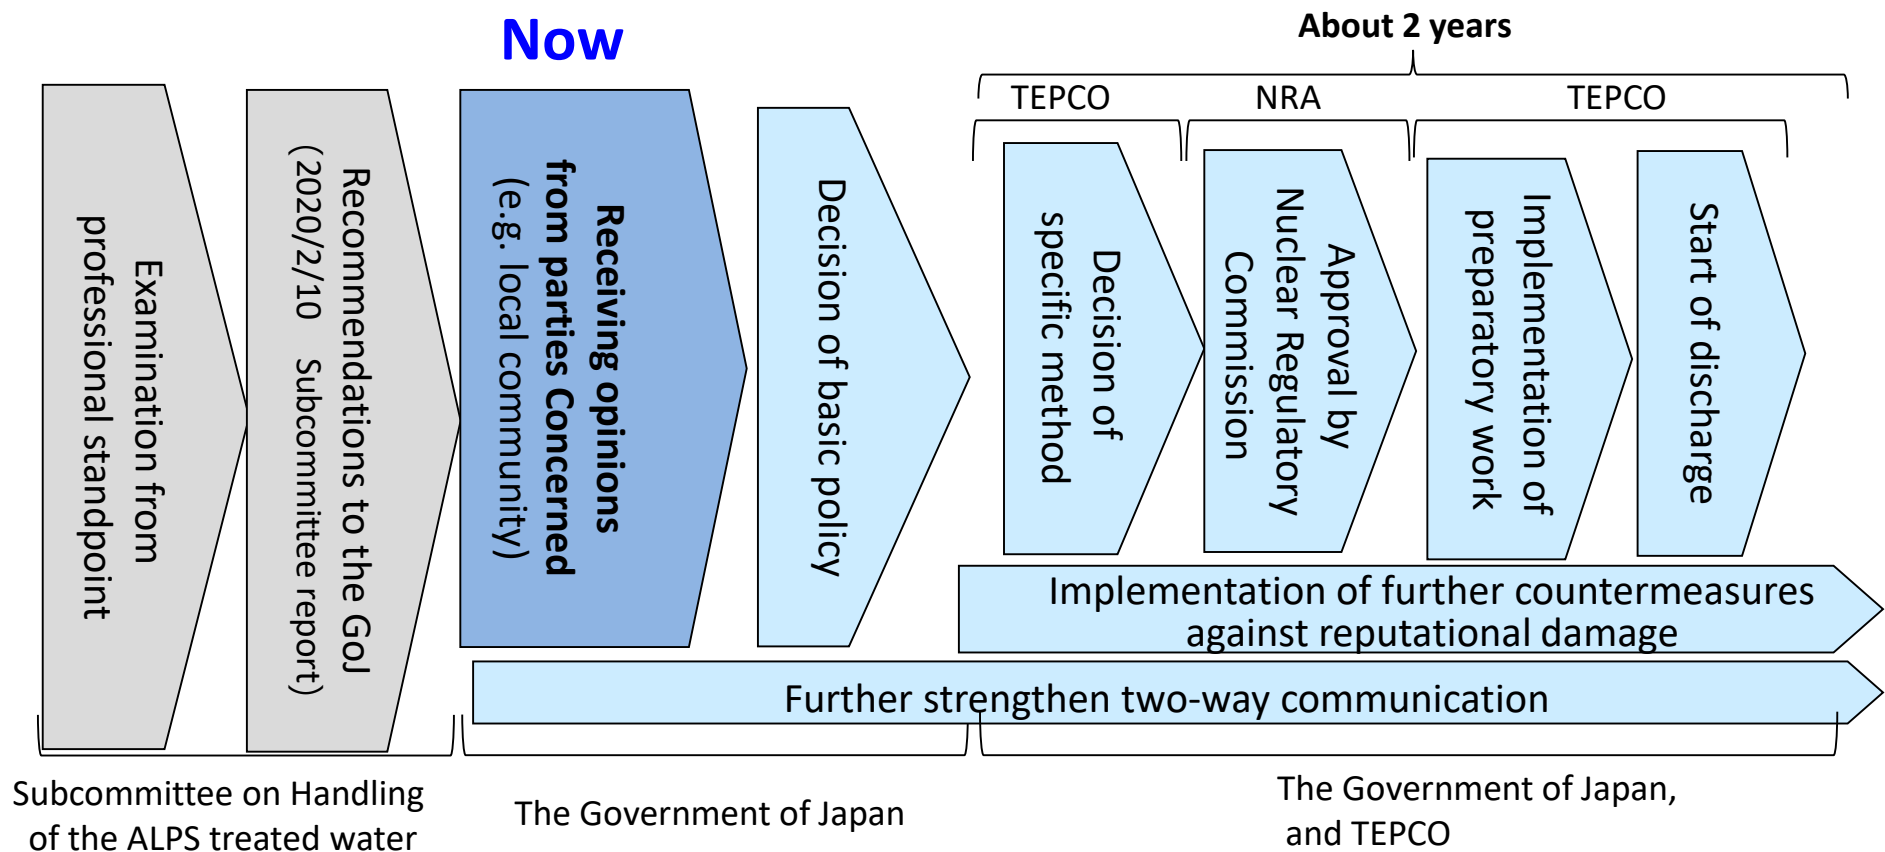 Now
About 2 years
TEPCO
NRA
TEPCO
Examination from
professional standpoint
Recommendations to the GoJ
(2020/2/10 Subcommittee report)
Receiving opinions
from parties Concerned
(e.g. local community)
Decision of basic policy
Decision of
specific method
Approval by
Nuclear Regulatory
Commission
Implementation of
preparatory work
Start of discharge
Implementation of further countermeasures
against reputational damage
Further strengthen two-way communication
Subcommittee on Handling
of the ALPS treated water
The Government of Japan
The Government of Japan,
and TEPCO